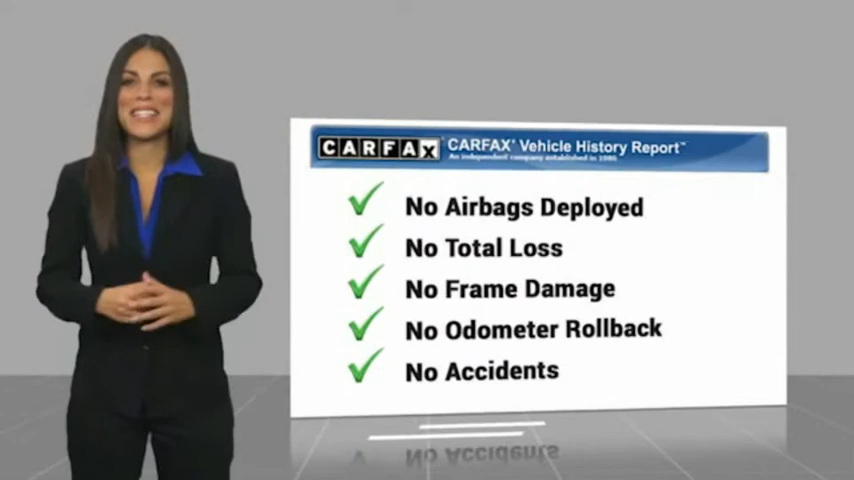 CARFAX CARFAX® Vehicle History Report™
An independent company established in 1986
No Airbags Deployed
No Total Loss
No Frame Damage
No Odometer Rollback
No Accidents
No Accidents